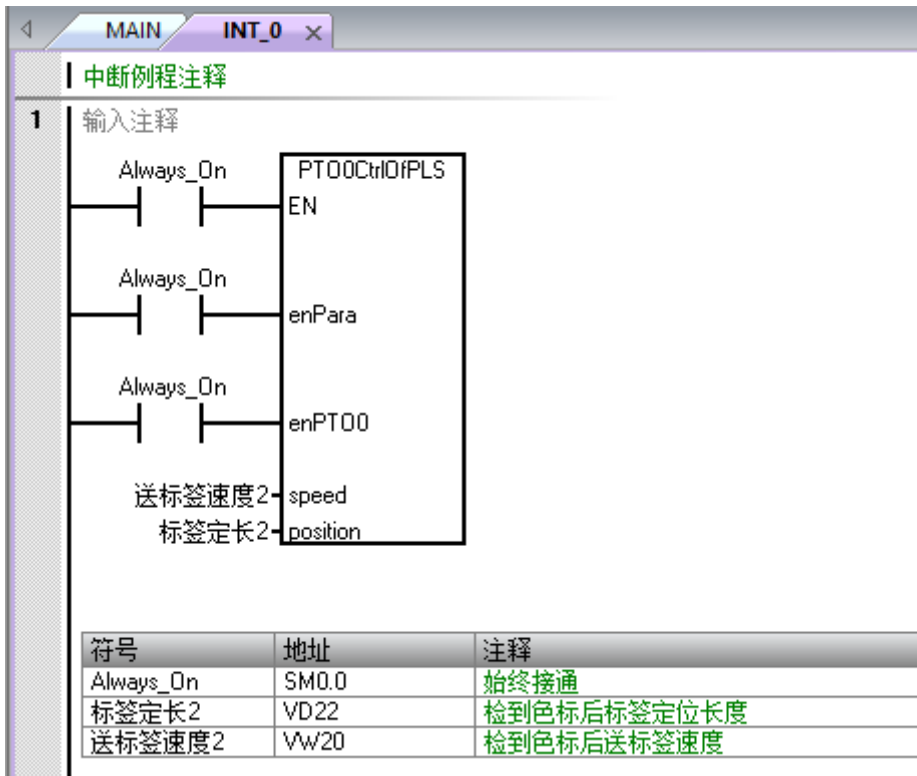 MAIN INT_0
中断例程注释
1 输入注释
Always_On PTO0CtrlOfPLS
EN
Always_On
enPara
Always_On
enPTO0
送标签速度2 speed
标签定长2 position
符号 地址 注释
Always_On SM0.0 始终接通
标签定长2 VD22 检到色标后标签定位长度
送标签速度2 VW20 检到色标后送标签速度